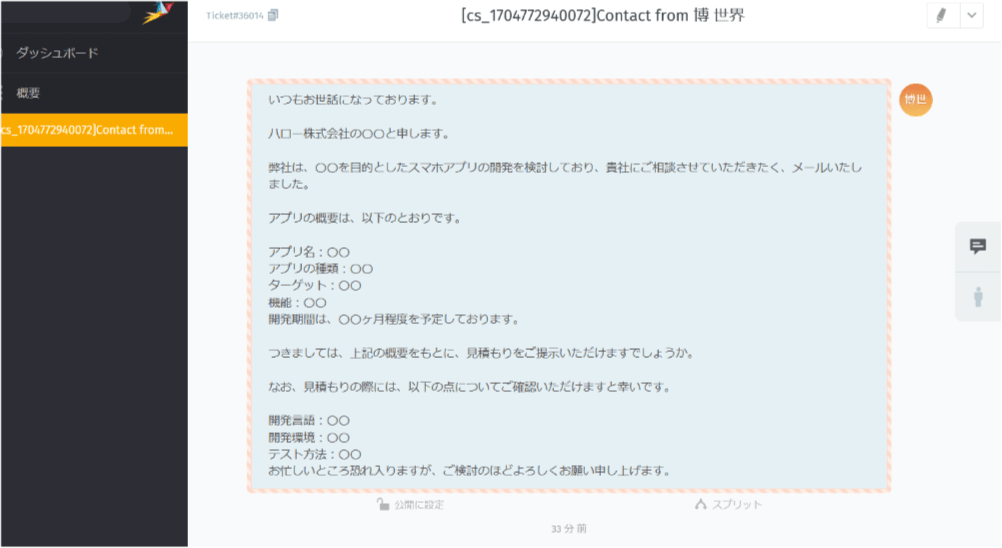 Ticket#36014
[cs_1704772940072]Contact from 博 世界
ダッシュボード
概要
cs_1704772940072]Contact from...
博世
いつもお世話になっております。
ハロー株式会社の〇〇と申します。
弊社は、〇〇を目的としたスマホアプリの開発を検討しており、貴社にご相談させていただきたく、メールいたし
ました。
アプリの概要は、以下のとおりです。
アプリ名：〇〇
アプリの種類：〇〇
ターゲット：〇〇
機能：〇〇
開発期間は、〇〇ヶ月程度を予定しております。
つきましては、上記の概要をもとに、見積もりをご提示いただけますでしょうか。
なお、見積もりの際には、以下の点についてご確認いただけますと幸いです。
開発言語：〇〇
開発環境：〇〇
テスト方法：〇〇
お忙しいところ恐れ入りますが、ご検討のほどよろしくお願い申し上げます。
公開に設定
スプリット
33 分 前